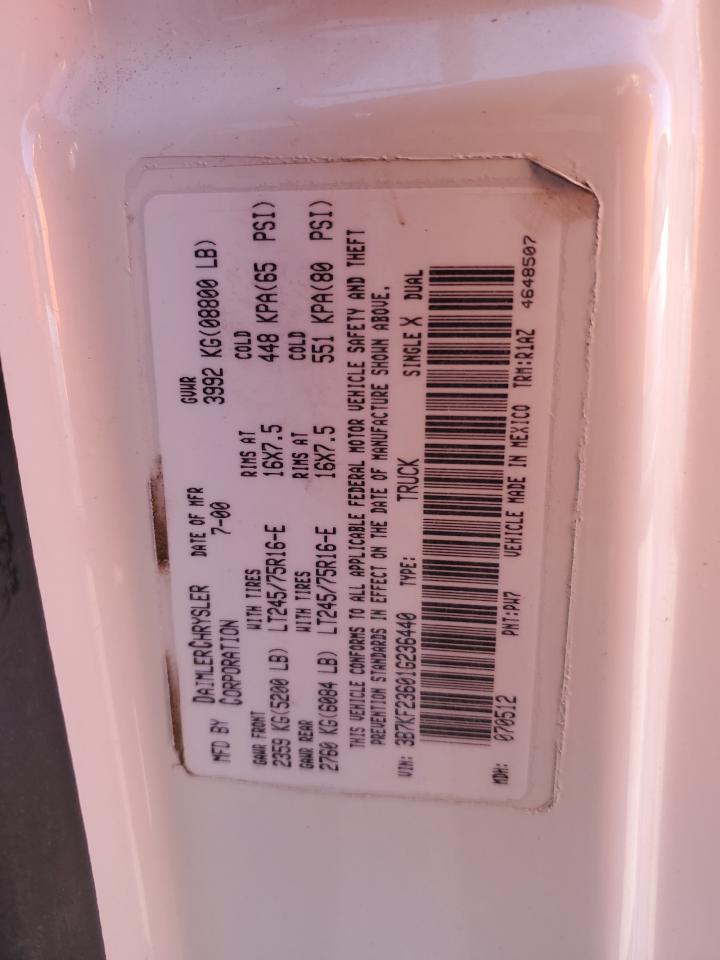 MFD BY DAIMLERCHRYSLER DATE OF MFR GVWR
CORPORATION 7-00 3992 KG(08800 LB)
GAWR FRONT WITH TIRES RIMS AT COLD
2359 KG(5200 LB) LT245/75R16-E 16X7.5 448 KPA(65 PSI)
GAWR REAR WITH TIRES RIMS AT COLD
2760 KG(6084 LB) LT245/75R16-E 16X7.5 551 KPA(80 PSI)
THIS VEHICLE CONFORMS TO ALL APPLICABLE FEDERAL MOTOR VEHICLE SAFETY AND THEFT
PREVENTION STANDARDS IN EFFECT ON THE DATE OF MANUFACTURE SHOWN ABOVE.
VIN: 3B7KF23601G236440 TYPE: TRUCK SINGLE X DUAL
MDH: 070512 PNT:PW7 VEHICLE MADE IN MEXICO TRM:R1AZ 4648507